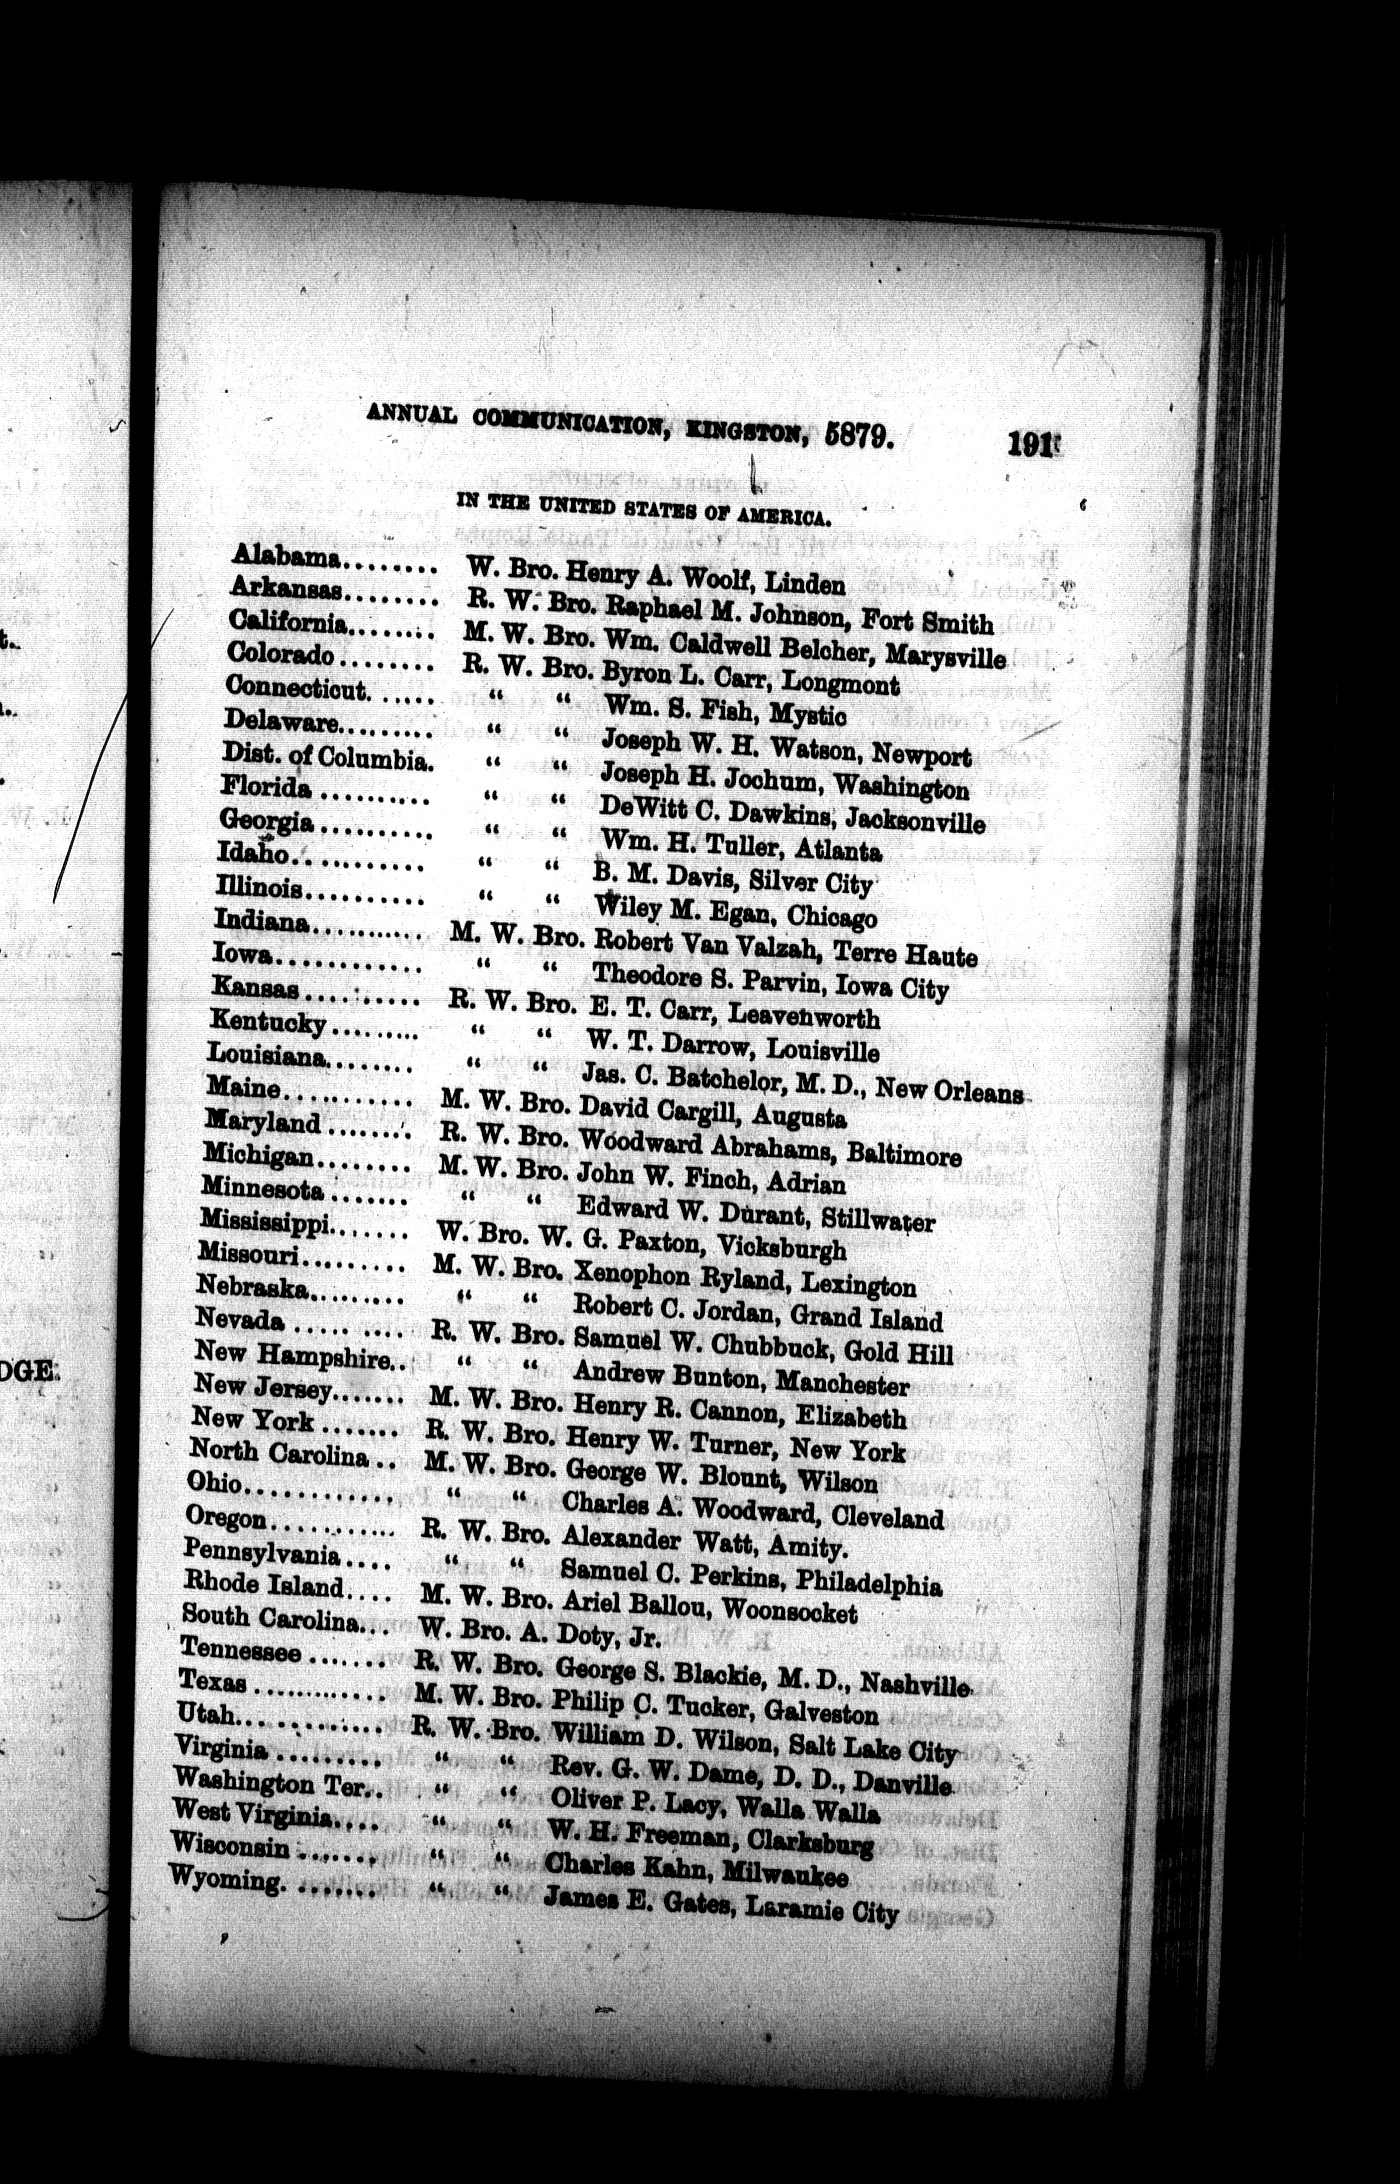 ANNUAL COMMUNICATION, KINGSTON, 5879. 191
IN THE UNITED STATES OF AMERICA.
Alabama........ W. Bro. Henry A. Woolf, Linden
Arkansas........ R. W. Bro. Raphael M. Johnson, Fort Smith
California........ M. W. Bro. Wm. Caldwell Belcher, Marysville
Colorado........ R. W. Bro. Byron L. Carr, Longmont
Connecticut. ..... “ “ Wm. S. Fish, Mystic
Delaware......... “ “ Joseph W. H. Watson, Newport
Dist. of Columbia. “ “ Joseph H. Jochum, Washington
Florida .......... “ “ DeWitt C. Dawkins, Jacksonville
Georgia.......... “ “ Wm. H. Tuller, Atlanta
Idaho............ “ “ B. M. Davis, Silver City
Illinois.......... “ “ Wiley M. Egan, Chicago
Indiana........... M. W. Bro. Robert Van Valzah, Terre Haute
Iowa............. “ “ Theodore S. Parvin, Iowa City
Kansas.......... R. W. Bro. E. T. Carr, Leavenworth
Kentucky......... “ “ W. T. Darrow, Louisville
Louisiana........ “ “ Jas. C. Batchelor, M. D., New Orleans
Maine............ M. W. Bro. David Cargill, Augusta
Maryland ........ R. W. Bro. Woodward Abrahams, Baltimore
Michigan........ M. W. Bro. John W. Finch, Adrian
Minnesota ....... “ “ Edward W. Durant, Stillwater
Mississippi....... W. Bro. W. G. Paxton, Vicksburgh
Missouri......... M. W. Bro. Xenophon Ryland, Lexington
Nebraska......... “ “ Robert C. Jordan, Grand Island
Nevada .......... R. W. Bro. Samuel W. Chubbuck, Gold Hill
New Hampshire.. “ “ Andrew Bunton, Manchester
New Jersey....... M. W. Bro. Henry R. Cannon, Elizabeth
New York ....... R. W. Bro. Henry W. Turner, New York
North Carolina .. M. W. Bro. George W. Blount, Wilson
Ohio............. “ “ Charles A. Woodward, Cleveland
Oregon........... R. W. Bro. Alexander Watt, Amity.
Pennsylvania.... “ “ Samuel C. Perkins, Philadelphia
Rhode Island.... M. W. Bro. Ariel Ballou, Woonsocket
South Carolina... W. Bro. A. Doty, Jr.
Tennessee ....... R. W. Bro. George S. Blackie, M. D., Nashville
Texas ............ M. W. Bro. Philip C. Tucker, Galveston
Utah............. R. W. Bro. William D. Wilson, Salt Lake City
Virginia ......... “ “ Rev. G. W. Dame, D. D., Danville
Washington Ter.. “ “ Oliver P. Lacy, Walla Walla
West Virginia.... “ “ W. H. Freeman, Clarksburg
Wisconsin ....... “ “ Charles Kahn, Milwaukee
Wyoming. ....... “ “ James E. Gates, Laramie City